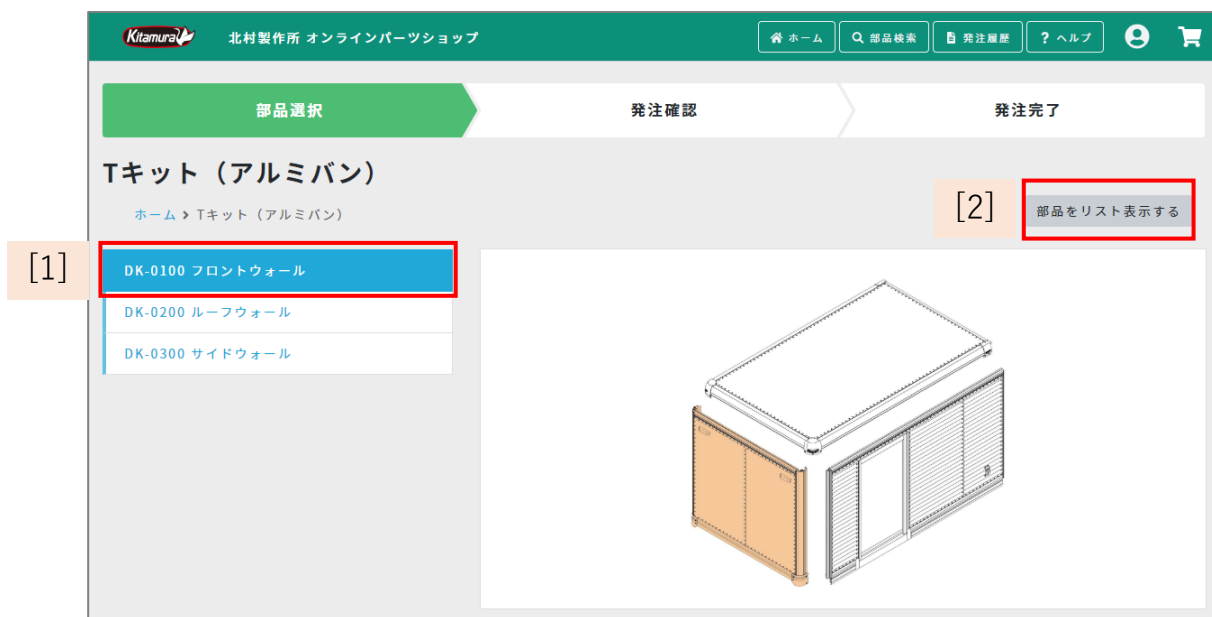 Kitamura 北村製作所 オンラインパーツショップ ホーム 部品検索 発注履歴 ? ヘルプ
部品選択 発注確認 発注完了
Tキット（アルミバン）
ホーム > Tキット（アルミバン）
[2] 部品をリスト表示する
[1] DK-0100 フロントウォール
DK-0200 ルーフウォール
DK-0300 サイドウォール